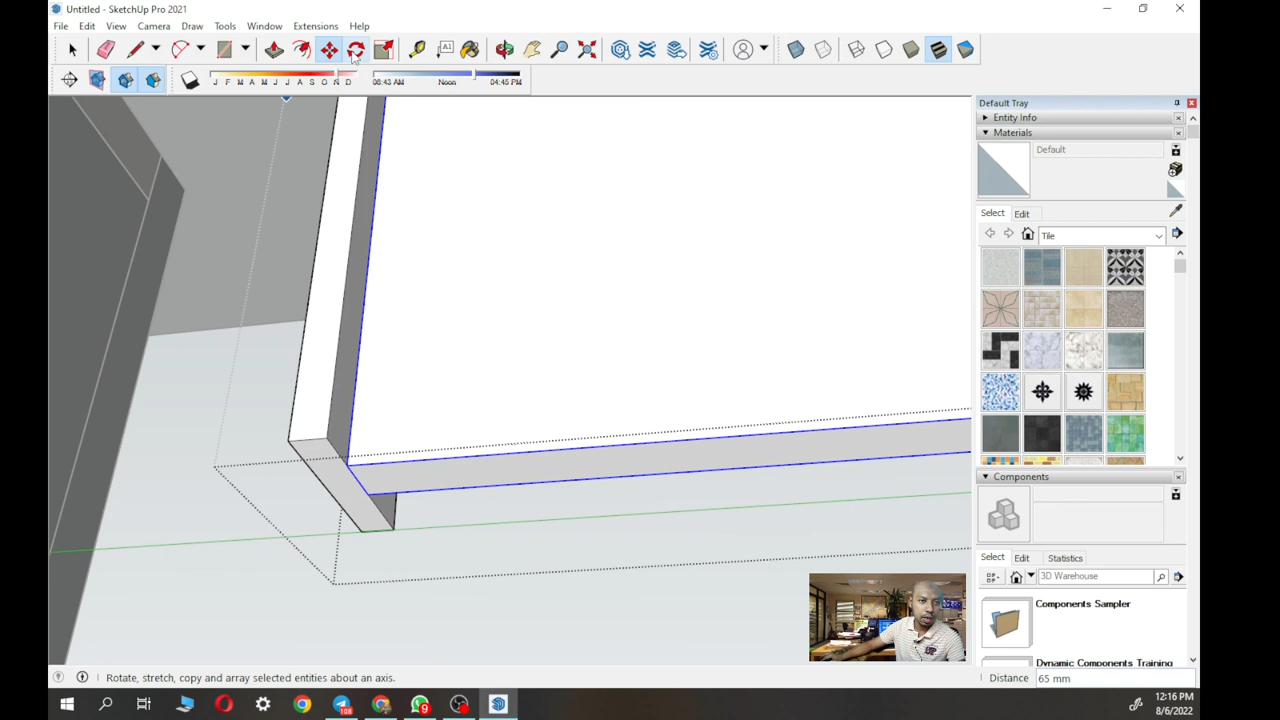 Untitled - SketchUp Pro 2021
File Edit View Camera Draw Tools Window Extensions Help
A1
J F M A M J J A S O N D
08:43 AM Noon 04:45 PM
Default Tray
Entity Info
Materials
Default
Select Edit
Tile
Components
Select Edit Statistics
3D Warehouse
Components Sampler
Dynamic Components Training
Rotate, stretch, copy and array selected entities about an axis.
Distance 65 mm
108
9
12:16 PM
8/6/2022